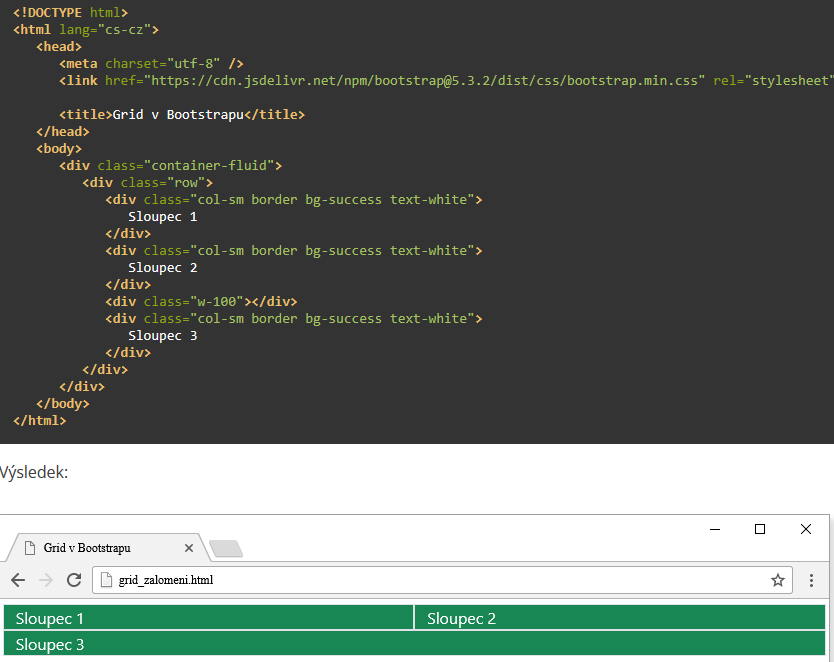 <!DOCTYPE html>
<html lang="cs-cz">
<head>
<meta charset="utf-8" />
<link href="https://cdn.jsdelivr.net/npm/bootstrap@5.3.2/dist/css/bootstrap.min.css" rel="stylesheet"
<title>Grid v Bootstrapu</title>
</head>
<body>
<div class="container-fluid">
<div class="row">
<div class="col-sm border bg-success text-white">
Sloupec 1
</div>
<div class="col-sm border bg-success text-white">
Sloupec 2
</div>
<div class="w-100"></div>
<div class="col-sm border bg-success text-white">
Sloupec 3
</div>
</div>
</div>
</body>
</html>
Výsledek:
Grid v Bootstrapu
grid_zalomeni.html
Sloupec 1 Sloupec 2
Sloupec 3